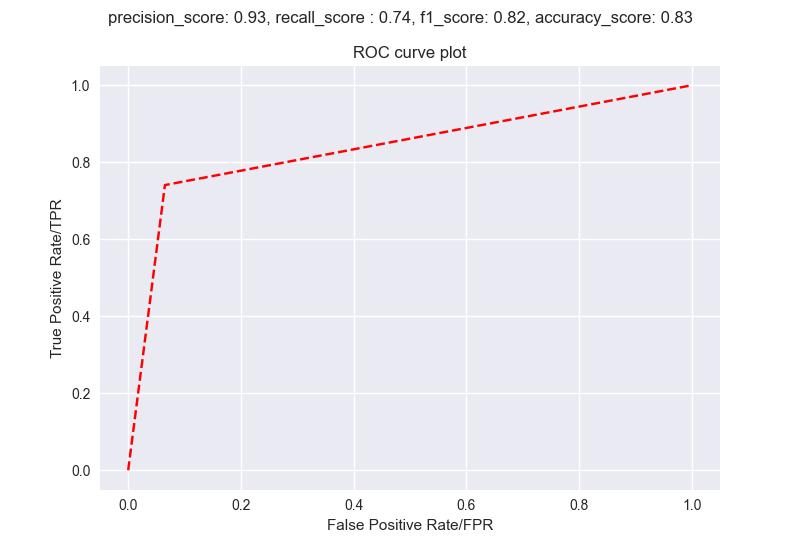 precision_score: 0.93, recall_score : 0.74, f1_score: 0.82, accuracy_score: 0.83
ROC curve plot
1.0
0.8
0.6
0.4
0.2
0.0
True Positive Rate/TPR
0.0 0.2 0.4 0.6 0.8 1.0
False Positive Rate/FPR